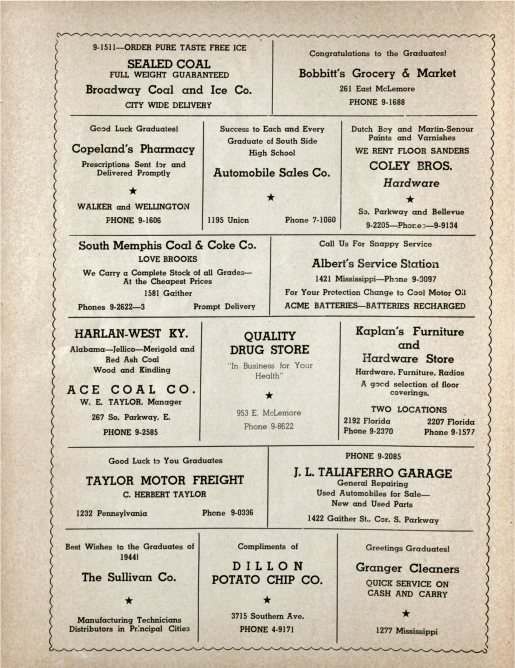 9-1511—ORDER PURE TASTE FREE ICE
SEALED COAL
FULL WEIGHT GUARANTEED
Broadway Coal and Ice Co.
CITY WIDE DELIVERY
Congratulations to the Graduates!
Bobbitt's Grocery & Market
261 East McLemore
PHONE 9-1688
Good Luck Graduates!
Copeland's Pharmacy
Prescriptions Sent for and
Delivered Promptly
★
WALKER and WELLINGTON
PHONE 9-1606
Success to Each and Every
Graduate of South Side
High School
Automobile Sales Co.
★
1195 Union Phone 7-1060
Dutch Boy and Martin-Senour
Paints and Varnishes
WE RENT FLOOR SANDERS
COLEY BROS.
Hardware
★
So. Parkway and Bellevue
9-2205—Phones—9-9134
South Memphis Coal & Coke Co.
LOVE BROOKS
We Carry a Complete Stock of all Grades—
At the Cheapest Prices
1581 Gaither
Phones 9-2622—3 Prompt Delivery
Call Us For Snappy Service
Albert's Service Station
1421 Mississippi—Phone 9-3097
For Your Protection Change to Cool Motor Oil
ACME BATTERIES—BATTERIES RECHARGED
HARLAN-WEST KY.
Alabama—Jellico—Merigold and
Red Ash Coal
Wood and Kindling
ACE COAL CO.
W. E. TAYLOR, Manager
267 So. Parkway, E.
PHONE 9-2585
QUALITY
DRUG STORE
"In Business for Your
Health"
★
953 E. McLemore
Phone 9-8622
Kaplan's Furniture
and
Hardware Store
Hardware, Furniture, Radios
A good selection of floor
coverings.
TWO LOCATIONS
2192 Florida 2207 Florida
Phone 9-2370 Phone 9-1577
Good Luck to You Graduates
TAYLOR MOTOR FREIGHT
C. HERBERT TAYLOR
1232 Pennsylvania Phone 9-0336
PHONE 9-2085
J. L. TALIAFERRO GARAGE
General Repairing
Used Automobiles for Sale—
New and Used Parts
1422 Gaither St., Cor. S. Parkway
Best Wishes to the Graduates of
1944!
The Sullivan Co.
★
Manufacturing Technicians
Distributors in Principal Cities
Compliments of
DILLON
POTATO CHIP CO.
★
3715 Southern Ave.
PHONE 4-9171
Greetings Graduates!
Granger Cleaners
QUICK SERVICE ON
CASH AND CARRY
★
1277 Mississippi